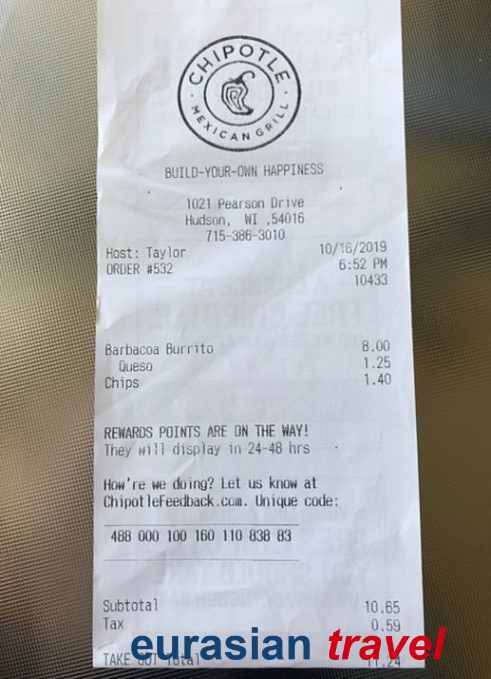 CHIPOTLE
MEXICAN GRILL
BUILD-YOUR-OWN HAPPINESS
1021 Pearson Drive
Hudson, WI ,54016
715-386-3010
Host: Taylor 10/16/2019
ORDER #532 6:52 PM
10433
Barbacoa Burrito 8.00
Queso 1.25
Chips 1.40
REWARDS POINTS ARE ON THE WAY!
They will display in 24-48 hrs
How're we doing? Let us know at
ChipotleFeedback.com. Unique code:
488 000 100 160 110 838 83
Subtotal 10.65
Tax 0.59
eurasian travel
TAKE OUT Total 11.24